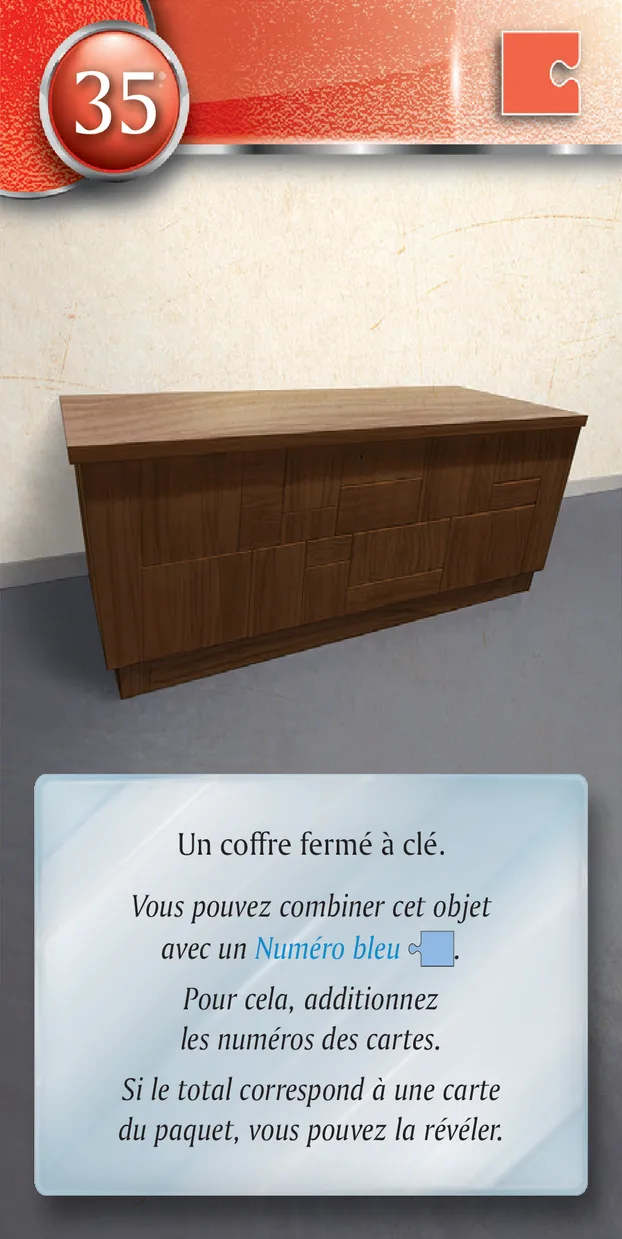 35
Un coffre fermé à clé.
Vous pouvez combiner cet objet
avec un Numéro bleu .
Pour cela, additionnez
les numéros des cartes.
Si le total correspond à une carte
du paquet, vous pouvez la révéler.